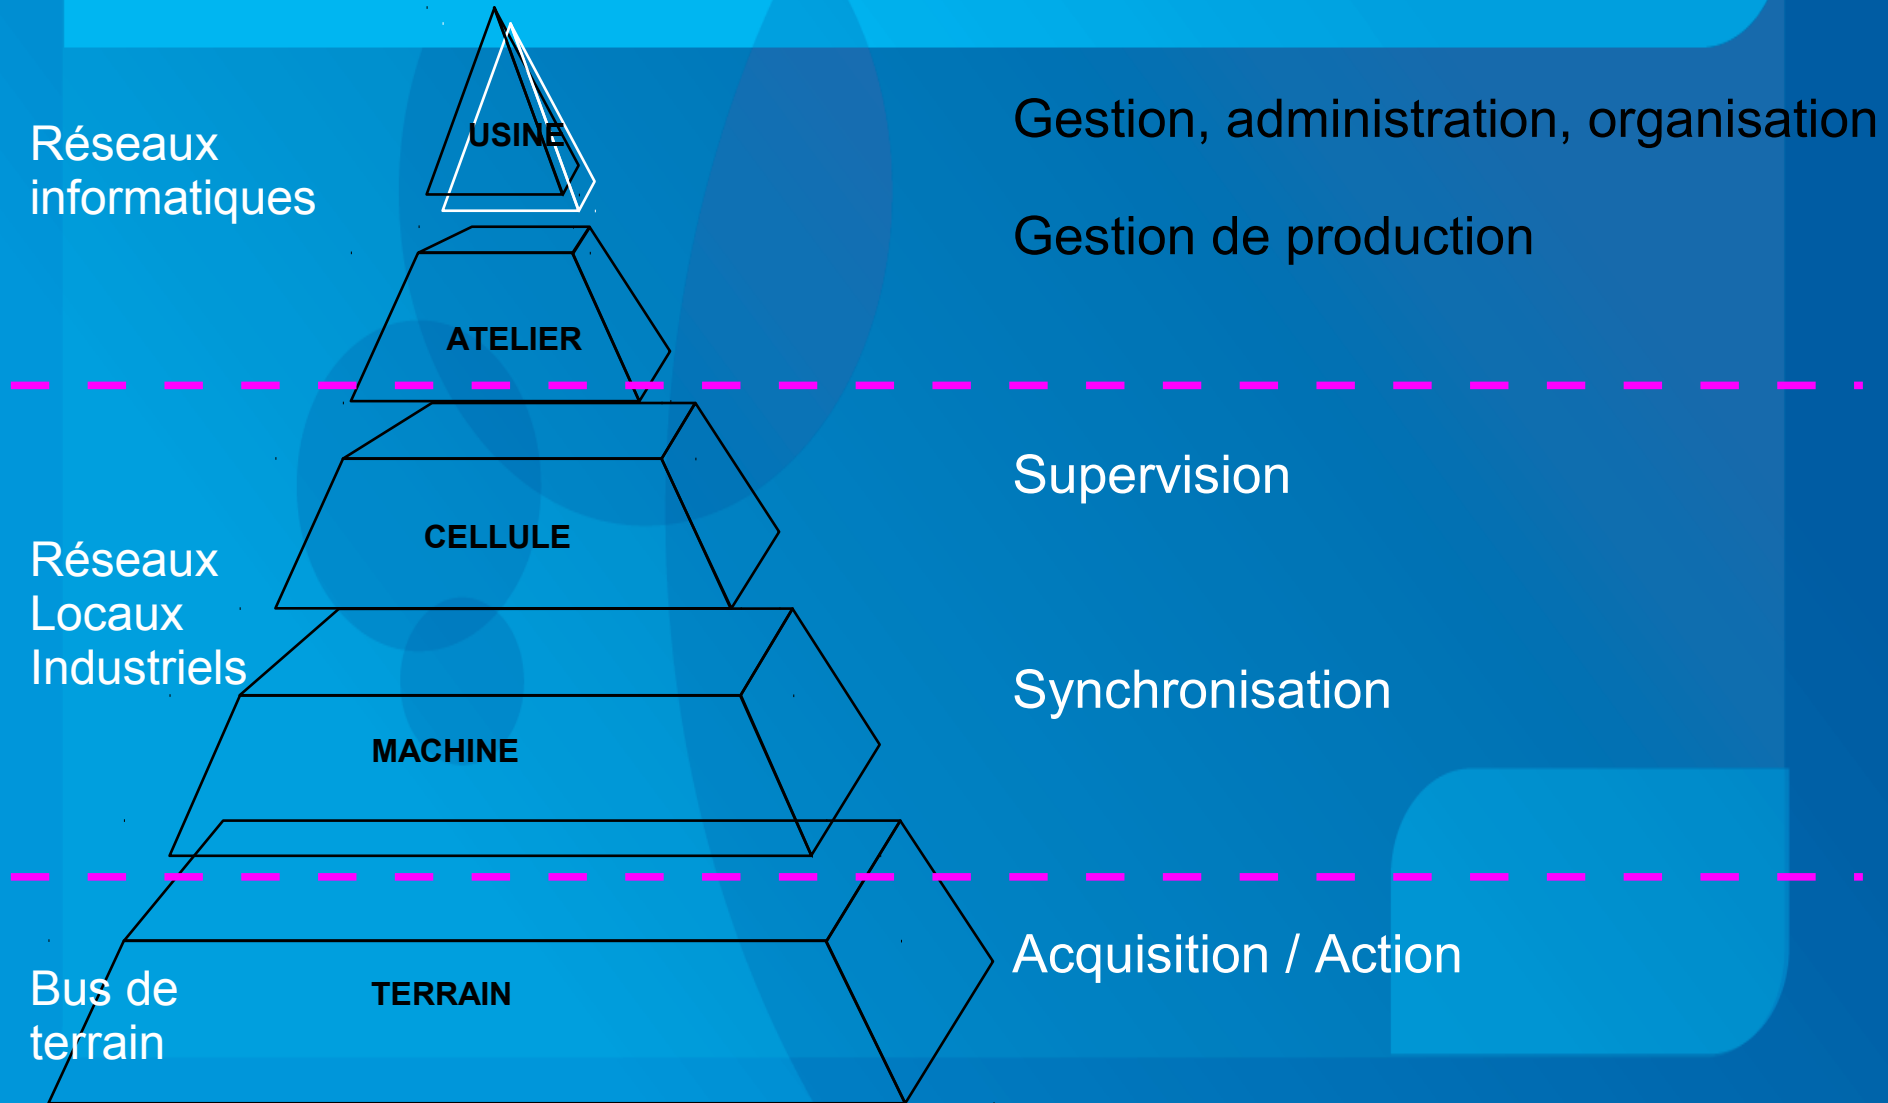 Réseaux
informatiques
USINE
Gestion, administration, organisation
Gestion de production
ATELIER
Supervision
CELLULE
Réseaux
Locaux
Industriels
Synchronisation
MACHINE
Acquisition / Action
Bus de
terrain
TERRAIN